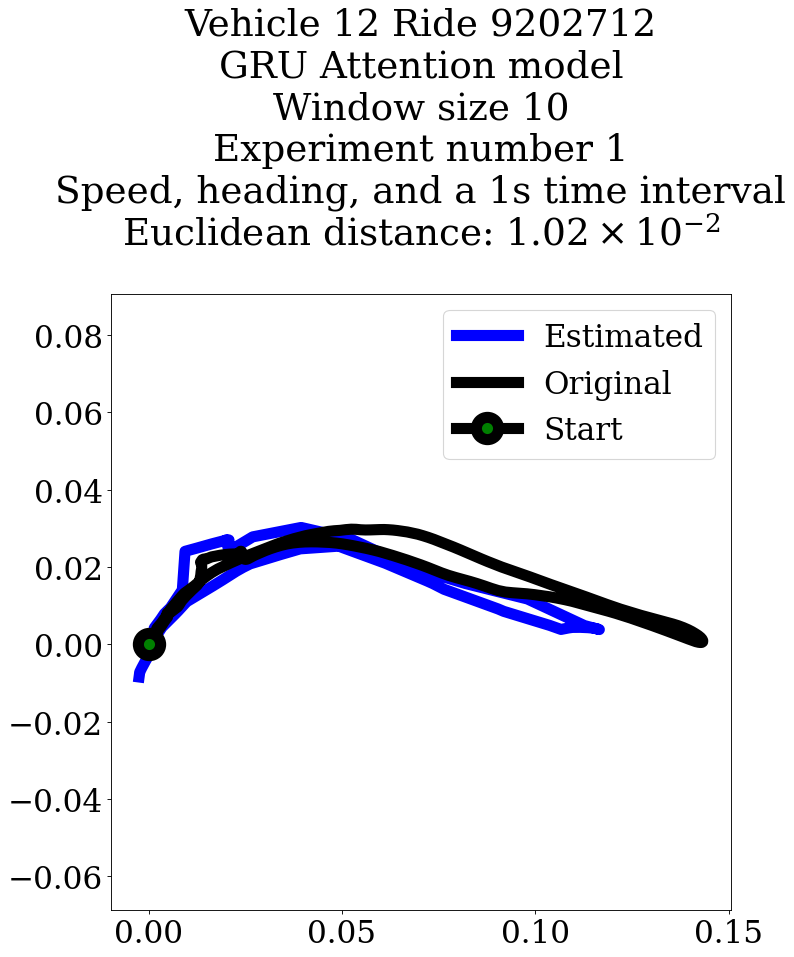 Vehicle 12 Ride 9202712
GRU Attention model
Window size 10
Experiment number 1
Speed, heading, and a 1s time interval
Euclidean distance: 1.02 × 10⁻²
Estimated
Original
Start
0.08
0.06
0.04
0.02
0.00
−0.02
−0.04
−0.06
0.00 0.05 0.10 0.15